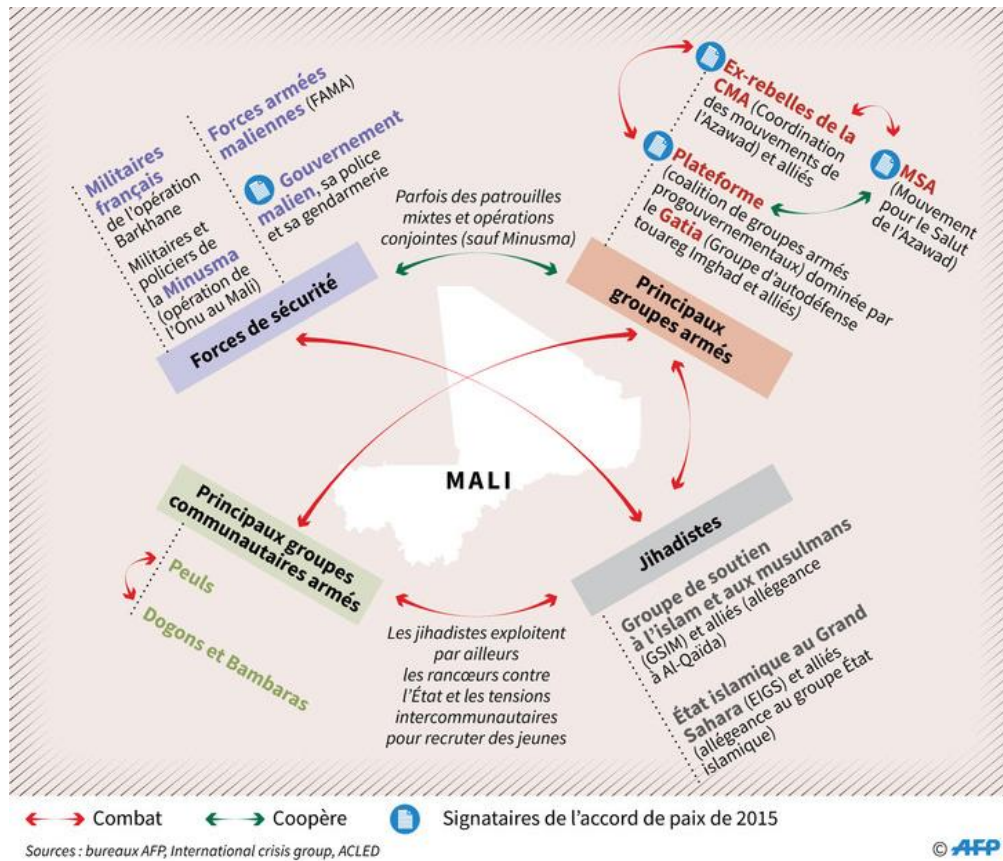 Forces armées
maliennes (FAMA)
Gouvernement
malien, sa police
et sa gendarmerie
Militaires
français
de l'opération
Barkhane
Militaires et
policiers de
la Minusma
(opération de
l'Onu au Mali)
Forces de sécurité
Parfois des patrouilles
mixtes et opérations
conjointes (sauf Minusma)
Ex-rebelles de la
CMA (Coordination
des mouvements de
l'Azawad) et alliés
MSA
(Mouvement
pour le Salut
de l'Azawad)
Plateforme
(coalition de groupes armés
progouvernementaux) dominée par
le Gatia (Groupe d'autodéfense
touareg Imghad et alliés)
Principaux
groupes armés
MALI
Principaux groupes
communautaires armés
Peuls
Dogons et Bambaras
Les jihadistes exploitent
par ailleurs
les rancœurs contre
l'État et les tensions
intercommunautaires
pour recruter des jeunes
Jihadistes
Groupe de soutien
à l'islam et aux musulmans
(GSIM) et alliés (allégeance
à Al-Qaïda)
État islamique au Grand
Sahara (EIGS) et alliés
(allégeance au groupe État
islamique)
Combat
Coopère
Signataires de l'accord de paix de 2015
Sources : bureaux AFP, International crisis group, ACLED
© AFP